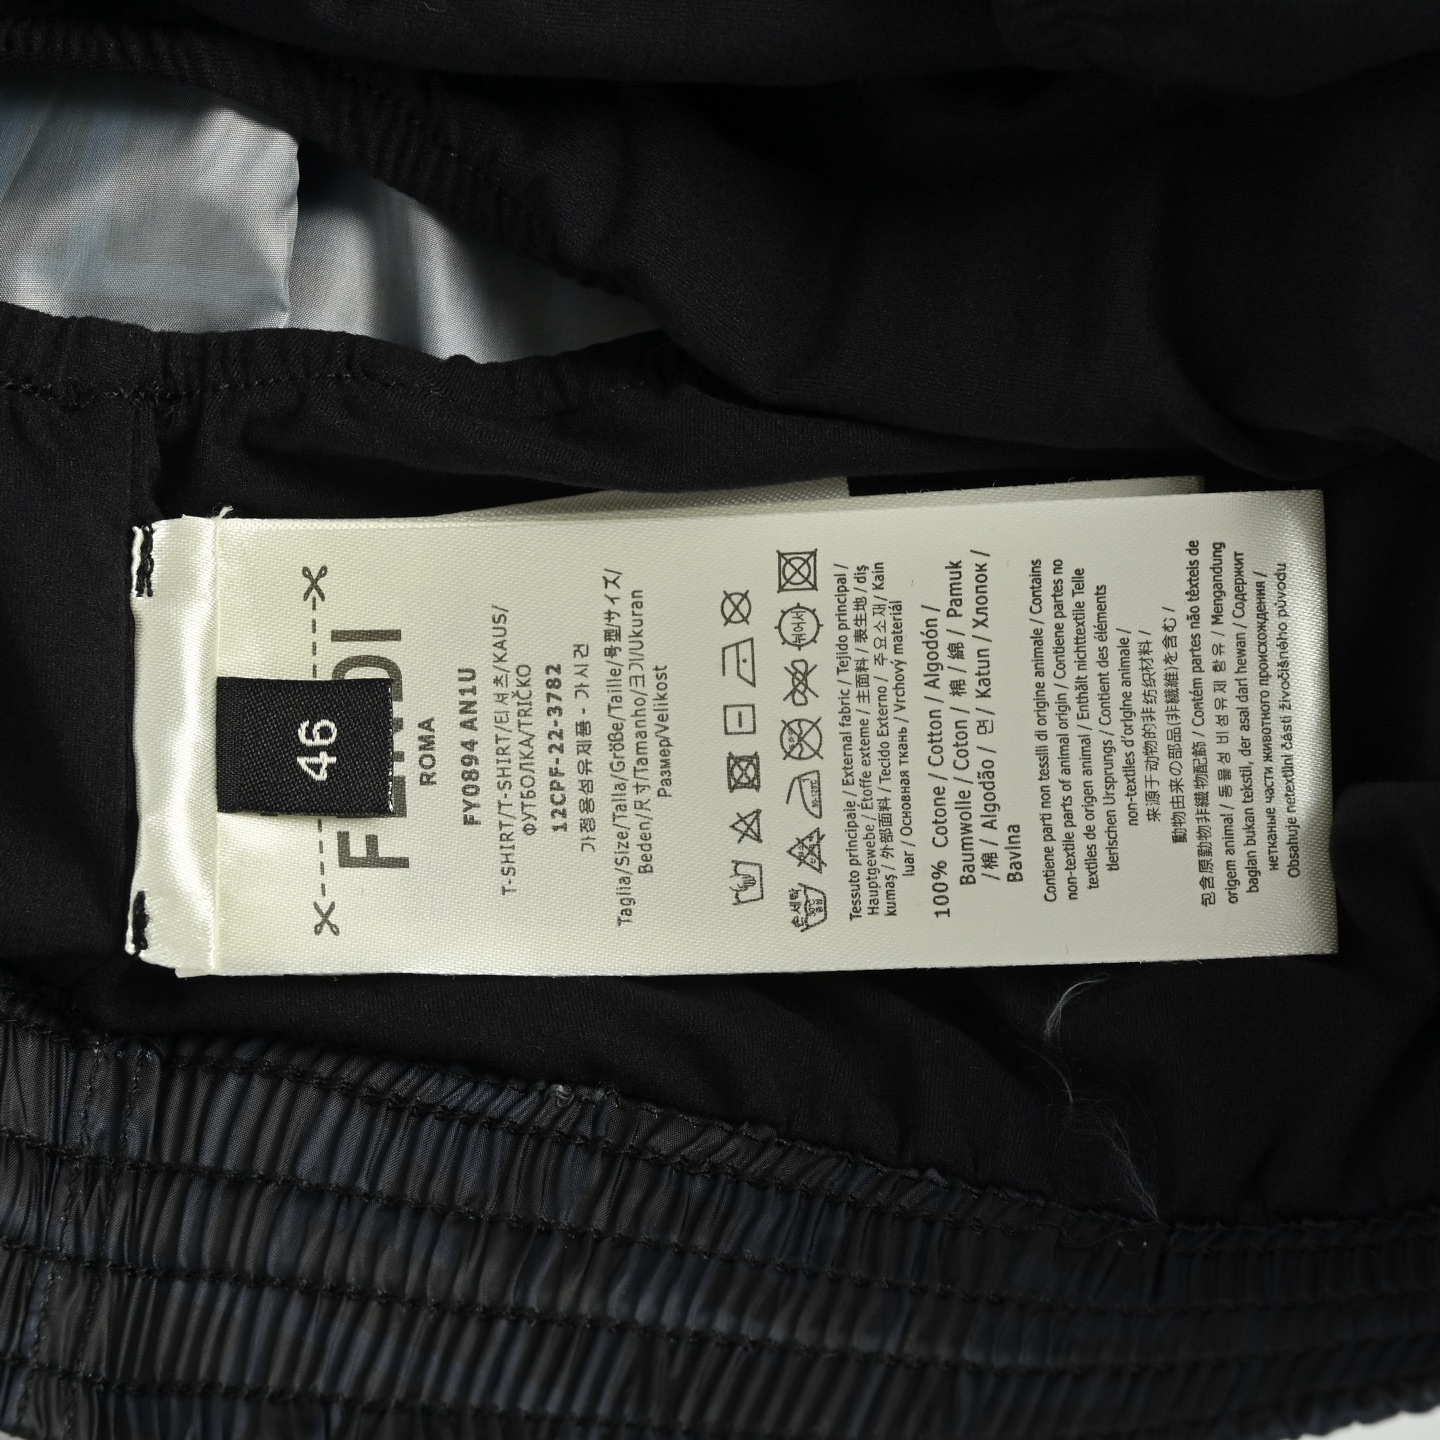 46
FENDI
ROMA
FY0894 AN1U
T-SHIRT/T-SHIRT/티셔츠/KAUS/
ФУТБОЛКА/TRIČKO
12CPF-22-3782
가정용섬유제품 - 가시건
Taglia/Size/Talla/Größe/Taille/号型/サイズ/
Beden/尺寸/Tamanho/크기/Ukuran
Размер/Velikost
손세탁
쥐어서
Tessuto principale / External fabric / Tejido principal /
Hauptgewebe / Étoffe externe / 主面料 / 表生地 / dış
kumaş / 外部面料 / Tecido Externo / 주요소재 / Kain
luar / Основная ткань / Vrchový materiál
100% Cotone / Cotton / Algodón /
Baumwolle / Coton / 棉 / 綿 / Pamuk
/ 棉 / Algodão / 면 / Katun / Хлопок /
Bavlna
Contiene parti non tessili di origine animale / Contains
non-textile parts of animal origin / Contiene partes no
textiles de origen animal / Enthält nichttextile Teile
tierischen Ursprungs / Contient des éléments
non-textiles d'origine animale /
来源于动物的非纺织材料 /
動物由来の部品(非繊維)を含む /
包含原動物非織物配飾 / Contém partes não têxteis de
origem animal / 동물성 비 섬유제 함유 / Mengandung
baglan bukan tekstil, der asal darl hewan / Содержит
нетканые части животного происхождения /
Obsahuje netextilní části živočišného původu